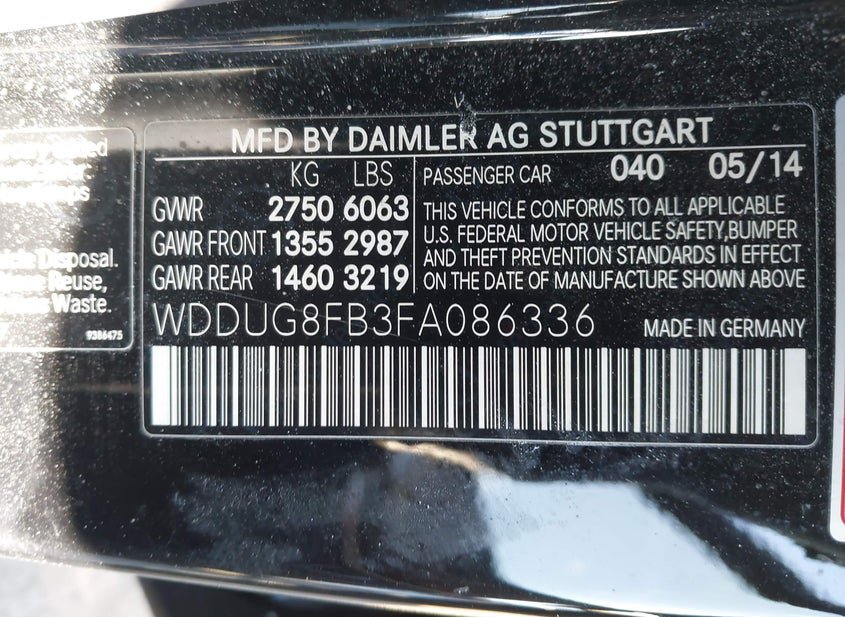 MFD BY DAIMLER AG STUTTGART
KG LBS
GVWR 2750 6063
GAWR FRONT 1355 2987
GAWR REAR 1460 3219
PASSENGER CAR 040 05/14
THIS VEHICLE CONFORMS TO ALL APPLICABLE
U.S. FEDERAL MOTOR VEHICLE SAFETY,BUMPER
AND THEFT PREVENTION STANDARDS IN EFFECT
ON THE DATE OF MANUFACTURE SHOWN ABOVE
WDDUG8FB3FA086336 MADE IN GERMANY
Disposal.
Reuse,
Waste.
9386475